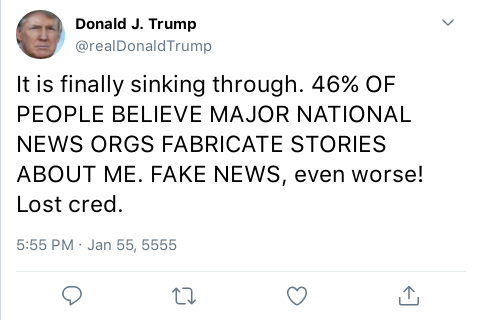 Donald J. Trump
@realDonaldTrump
It is finally sinking through. 46% OF
PEOPLE BELIEVE MAJOR NATIONAL
NEWS ORGS FABRICATE STORIES
ABOUT ME. FAKE NEWS, even worse!
Lost cred.
5:55 PM · Jan 55, 5555